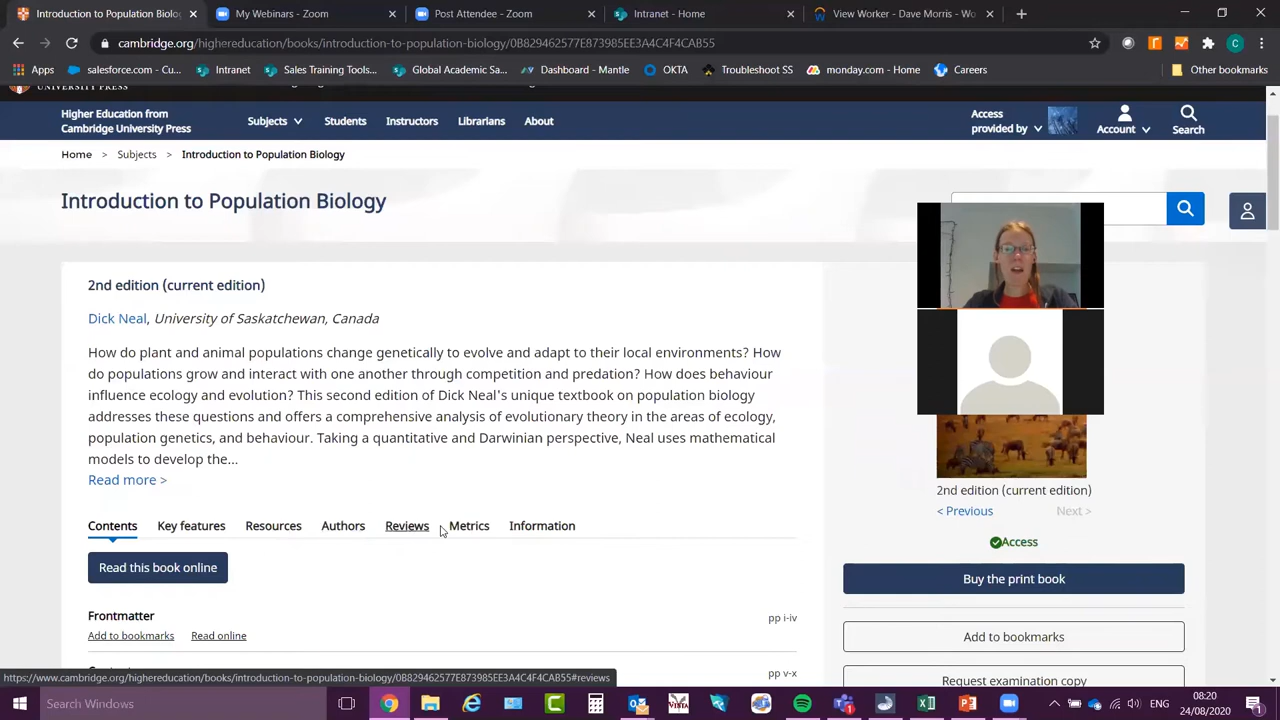 Introduction to Population Biolog
My Webinars - Zoom
Post Attendee - Zoom
Intranet - Home
View Worker - Dave Morris - Wo
cambridge.org/highereducation/books/introduction-to-population-biology/0B829462577E873985EE3A4C4F4CAB55
C
Apps
salesforce.com - Cu...
Intranet
Sales Training Tools...
Global Academic Sa...
Dashboard - Mantle
OKTA
Troubleshoot SS
monday.com - Home
Careers
Other bookmarks
UNIVERSITY PRESS
Higher Education from
Cambridge University Press
Subjects
Students
Instructors
Librarians
About
Access
provided by
Account
Search
Home > Subjects > Introduction to Population Biology
Introduction to Population Biology
2nd edition (current edition)
Dick Neal, University of Saskatchewan, Canada
How do plant and animal populations change genetically to evolve and adapt to their local environments? How
do populations grow and interact with one another through competition and predation? How does behaviour
influence ecology and evolution? This second edition of Dick Neal's unique textbook on population biology
addresses these questions and offers a comprehensive analysis of evolutionary theory in the areas of ecology,
population genetics, and behaviour. Taking a quantitative and Darwinian perspective, Neal uses mathematical
models to develop the...
Read more >
Contents
Key features
Resources
Authors
Reviews
Metrics
Information
Read this book online
Frontmatter
pp i-iv
Add to bookmarks
Read online
pp v-x
2nd edition (current edition)
< Previous
Next >
Access
Buy the print book
Add to bookmarks
Request examination copy
https://www.cambridge.org/highereducation/books/introduction-to-population-biology/0B829462577E873985EE3A4C4F4CAB55#reviews
Search Windows
VISTA
ENG
08:20
24/08/2020